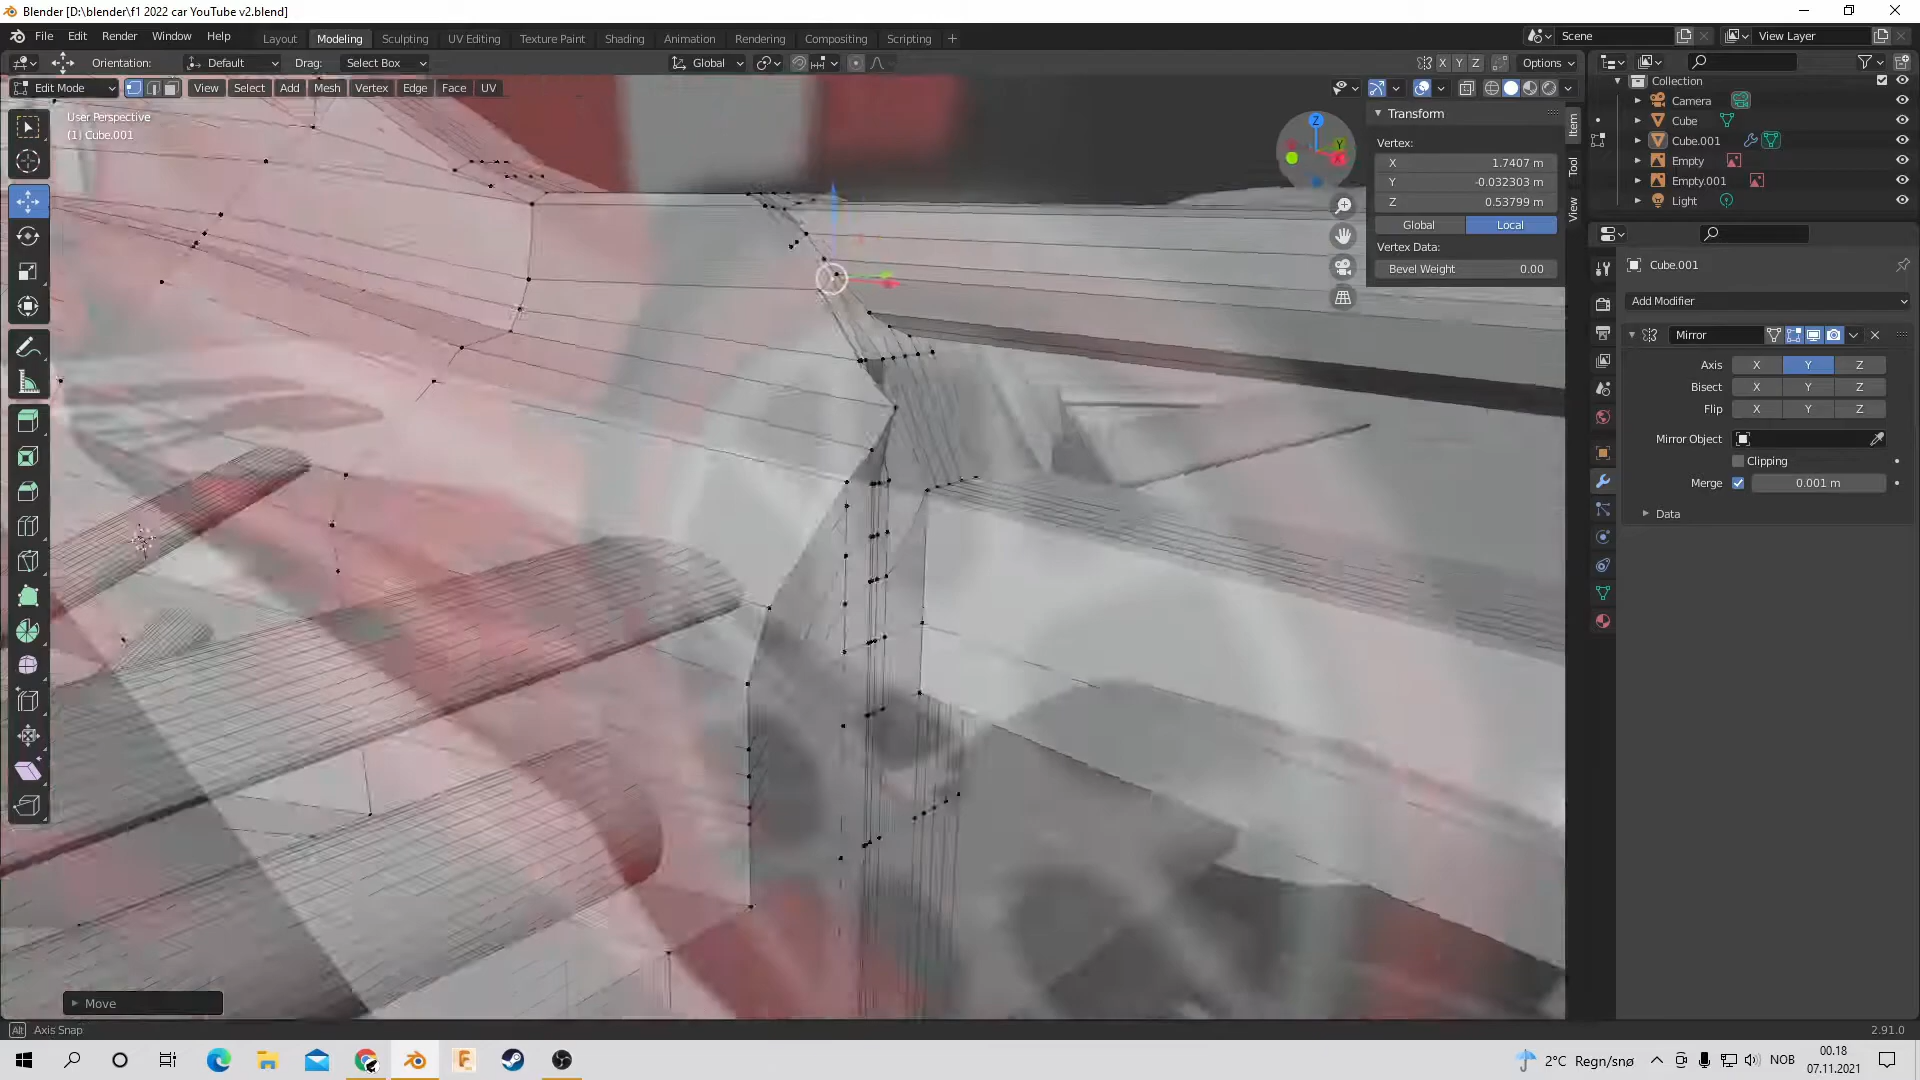 Blender [D:\blender\f1 2022 car YouTube v2.blend]
File Edit Render Window Help
Layout Modeling Sculpting UV Editing Texture Paint Shading Animation Rendering Compositing Scripting
Scene View Layer
Orientation: Default Drag: Select Box Global X Y Z Options
Edit Mode View Select Add Mesh Vertex Edge Face UV
User Perspective
(1) Cube.001
Z
Y
X
Transform
Vertex:
X 1.7407 m
Y -0.032303 m
Z 0.53799 m
Global Local
Vertex Data:
Bevel Weight 0.00
Item
Tool
View
Collection
Camera
Cube
Cube.001
Empty
Empty.001
Light
Cube.001
Add Modifier
Mirror
Axis X Y Z
Bisect X Y Z
Flip X Y Z
Mirror Object
Clipping
Merge 0.001 m
Data
Move
Alt Axis Snap
2.91.0
2°C Regn/snø
NOB
00.18
07.11.2021